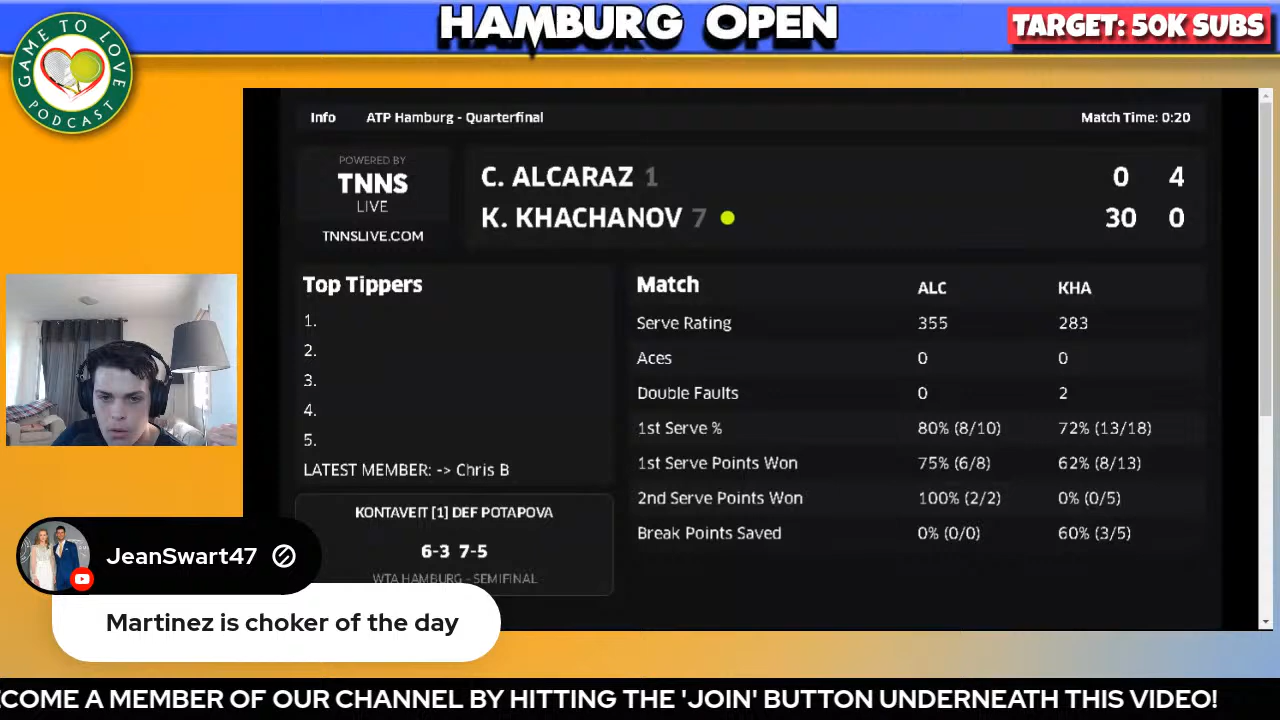 HAMBURG OPEN
TARGET: 50K SUBS
GAME TO LOVE
PODCAST
Info ATP Hamburg - Quarterfinal Match Time: 0:20
POWERED BY
TNNS
LIVE
TNNSLIVE.COM
C. ALCARAZ 1 0 4
K. KHACHANOV 7 30 0
Top Tippers
1.
2.
3.
4.
5.
LATEST MEMBER: -> Chris B
KONTAVEIT [1] DEF POTAPOVA
6-3 7-5
WTA HAMBURG - SEMIFINAL
Match ALC KHA
Serve Rating 355 283
Aces 0 0
Double Faults 0 2
1st Serve % 80% (8/10) 72% (13/18)
1st Serve Points Won 75% (6/8) 62% (8/13)
2nd Serve Points Won 100% (2/2) 0% (0/5)
Break Points Saved 0% (0/0) 60% (3/5)
JeanSwart47
Martinez is choker of the day
ECOME A MEMBER OF OUR CHANNEL BY HITTING THE 'JOIN' BUTTON UNDERNEATH THIS VIDEO!